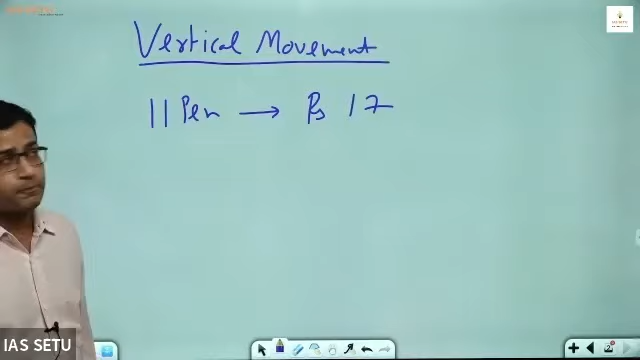 Vertical Movement
11 Pen → Rs 17
IAS SETU